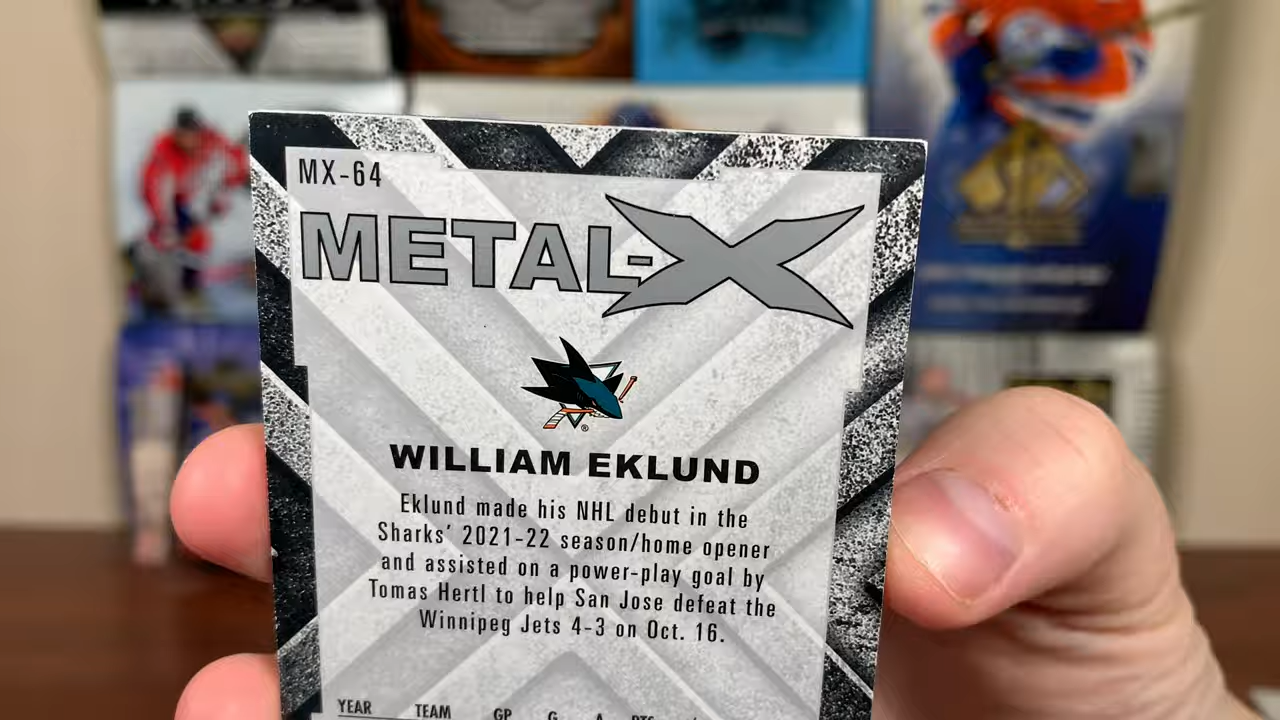 MX-64
METAL-X
®
WILLIAM EKLUND
Eklund made his NHL debut in the
Sharks' 2021-22 season/home opener
and assisted on a power-play goal by
Tomas Hertl to help San Jose defeat the
Winnipeg Jets 4-3 on Oct. 16.
YEAR TEAM GP G A PTS